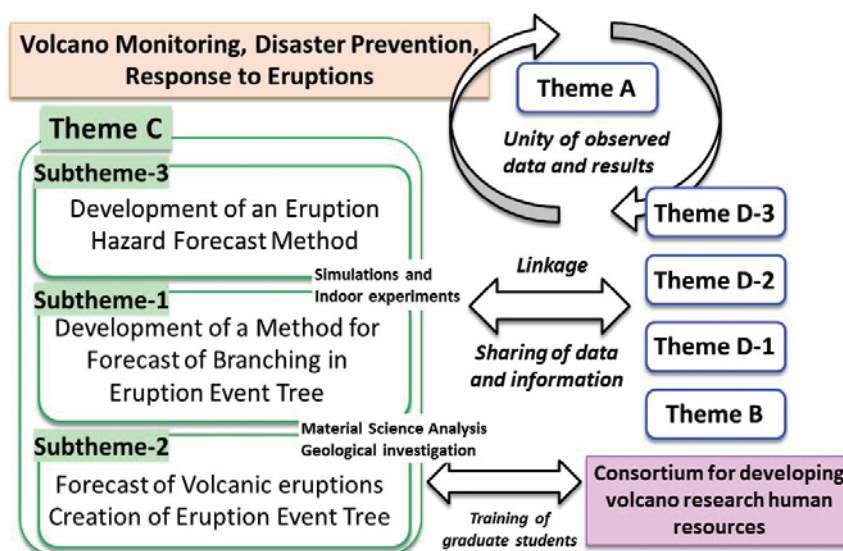 Volcano Monitoring, Disaster Prevention,
Response to Eruptions
Theme A
Unity of observed
data and results
Theme C
Subtheme-3
Development of an Eruption
Hazard Forecast Method
Simulations and
Indoor experiments
Subtheme-1
Development of a Method for
Forecast of Branching in
Eruption Event Tree
Material Science Analysis
Geological investigation
Subtheme-2
Forecast of Volcanic eruptions
Creation of Eruption Event Tree
Linkage
Sharing of data
and information
Theme D-3
Theme D-2
Theme D-1
Theme B
Training of
graduate students
Consortium for developing
volcano research human
resources